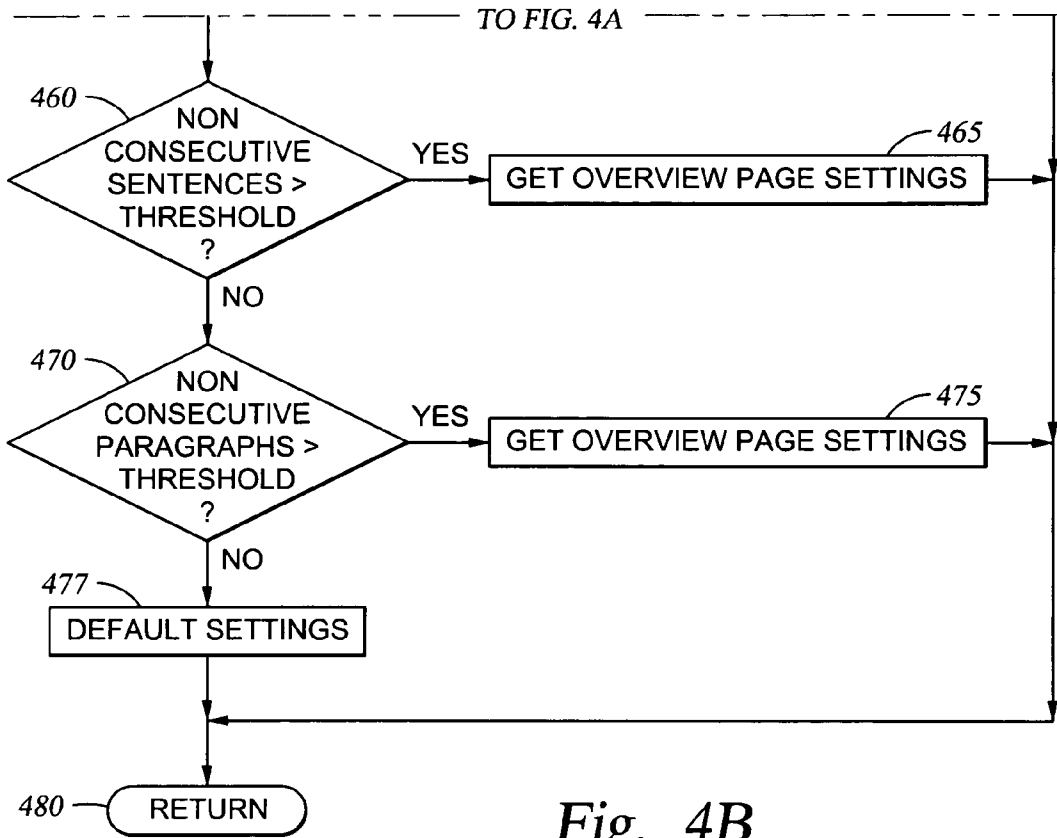 TO FIG. 4A
460
NON
CONSECUTIVE
SENTENCES >
THRESHOLD
?
YES
465
GET OVERVIEW PAGE SETTINGS
NO
470
NON
CONSECUTIVE
PARAGRAPHS >
THRESHOLD
?
YES
475
GET OVERVIEW PAGE SETTINGS
NO
477
DEFAULT SETTINGS
480
RETURN
Fig. 4B